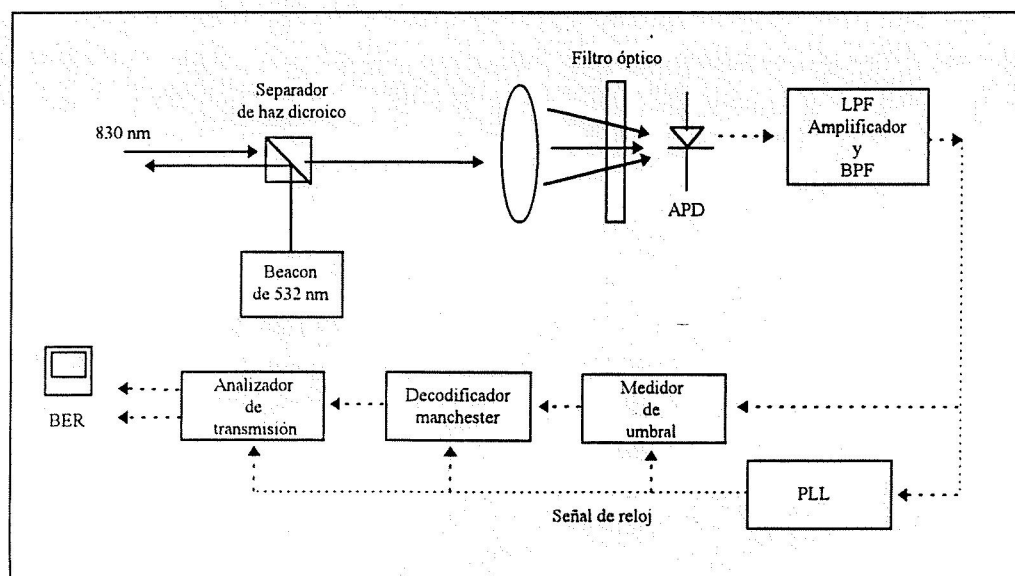 Filtro óptico
Separador
de haz dicroico
830 nm
LPF
Amplificador
y
BPF
APD
Beacon
de 532 nm
BER
Analizador
de
transmisión
Decodificador
manchester
Medidor
de
umbral
PLL
Señal de reloj